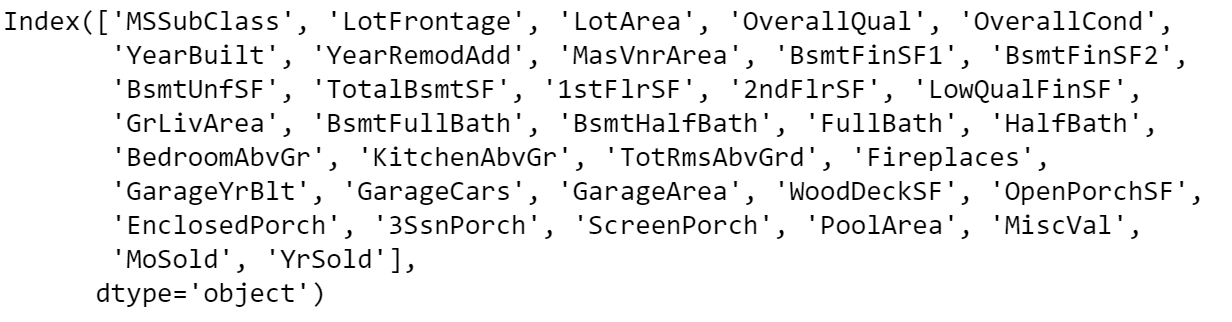 Index(['MSSubClass', 'LotFrontage', 'LotArea', 'OverallQual', 'OverallCond',
'YearBuilt', 'YearRemodAdd', 'MasVnrArea', 'BsmtFinSF1', 'BsmtFinSF2',
'BsmtUnfSF', 'TotalBsmtSF', '1stFlrSF', '2ndFlrSF', 'LowQualFinSF',
'GrLivArea', 'BsmtFullBath', 'BsmtHalfBath', 'FullBath', 'HalfBath',
'BedroomAbvGr', 'KitchenAbvGr', 'TotRmsAbvGrd', 'Fireplaces',
'GarageYrBlt', 'GarageCars', 'GarageArea', 'WoodDeckSF', 'OpenPorchSF',
'EnclosedPorch', '3SsnPorch', 'ScreenPorch', 'PoolArea', 'MiscVal',
'MoSold', 'YrSold'],
dtype='object')